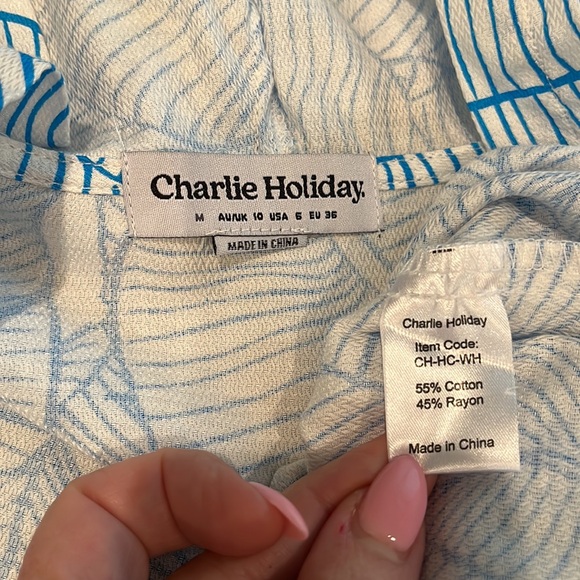 Charlie Holiday.
M AU/UK 10 USA 6 EU 36
MADE IN CHINA
Charlie Holiday
Item Code:
CH-HC-WH
55% Cotton
45% Rayon
Made in China